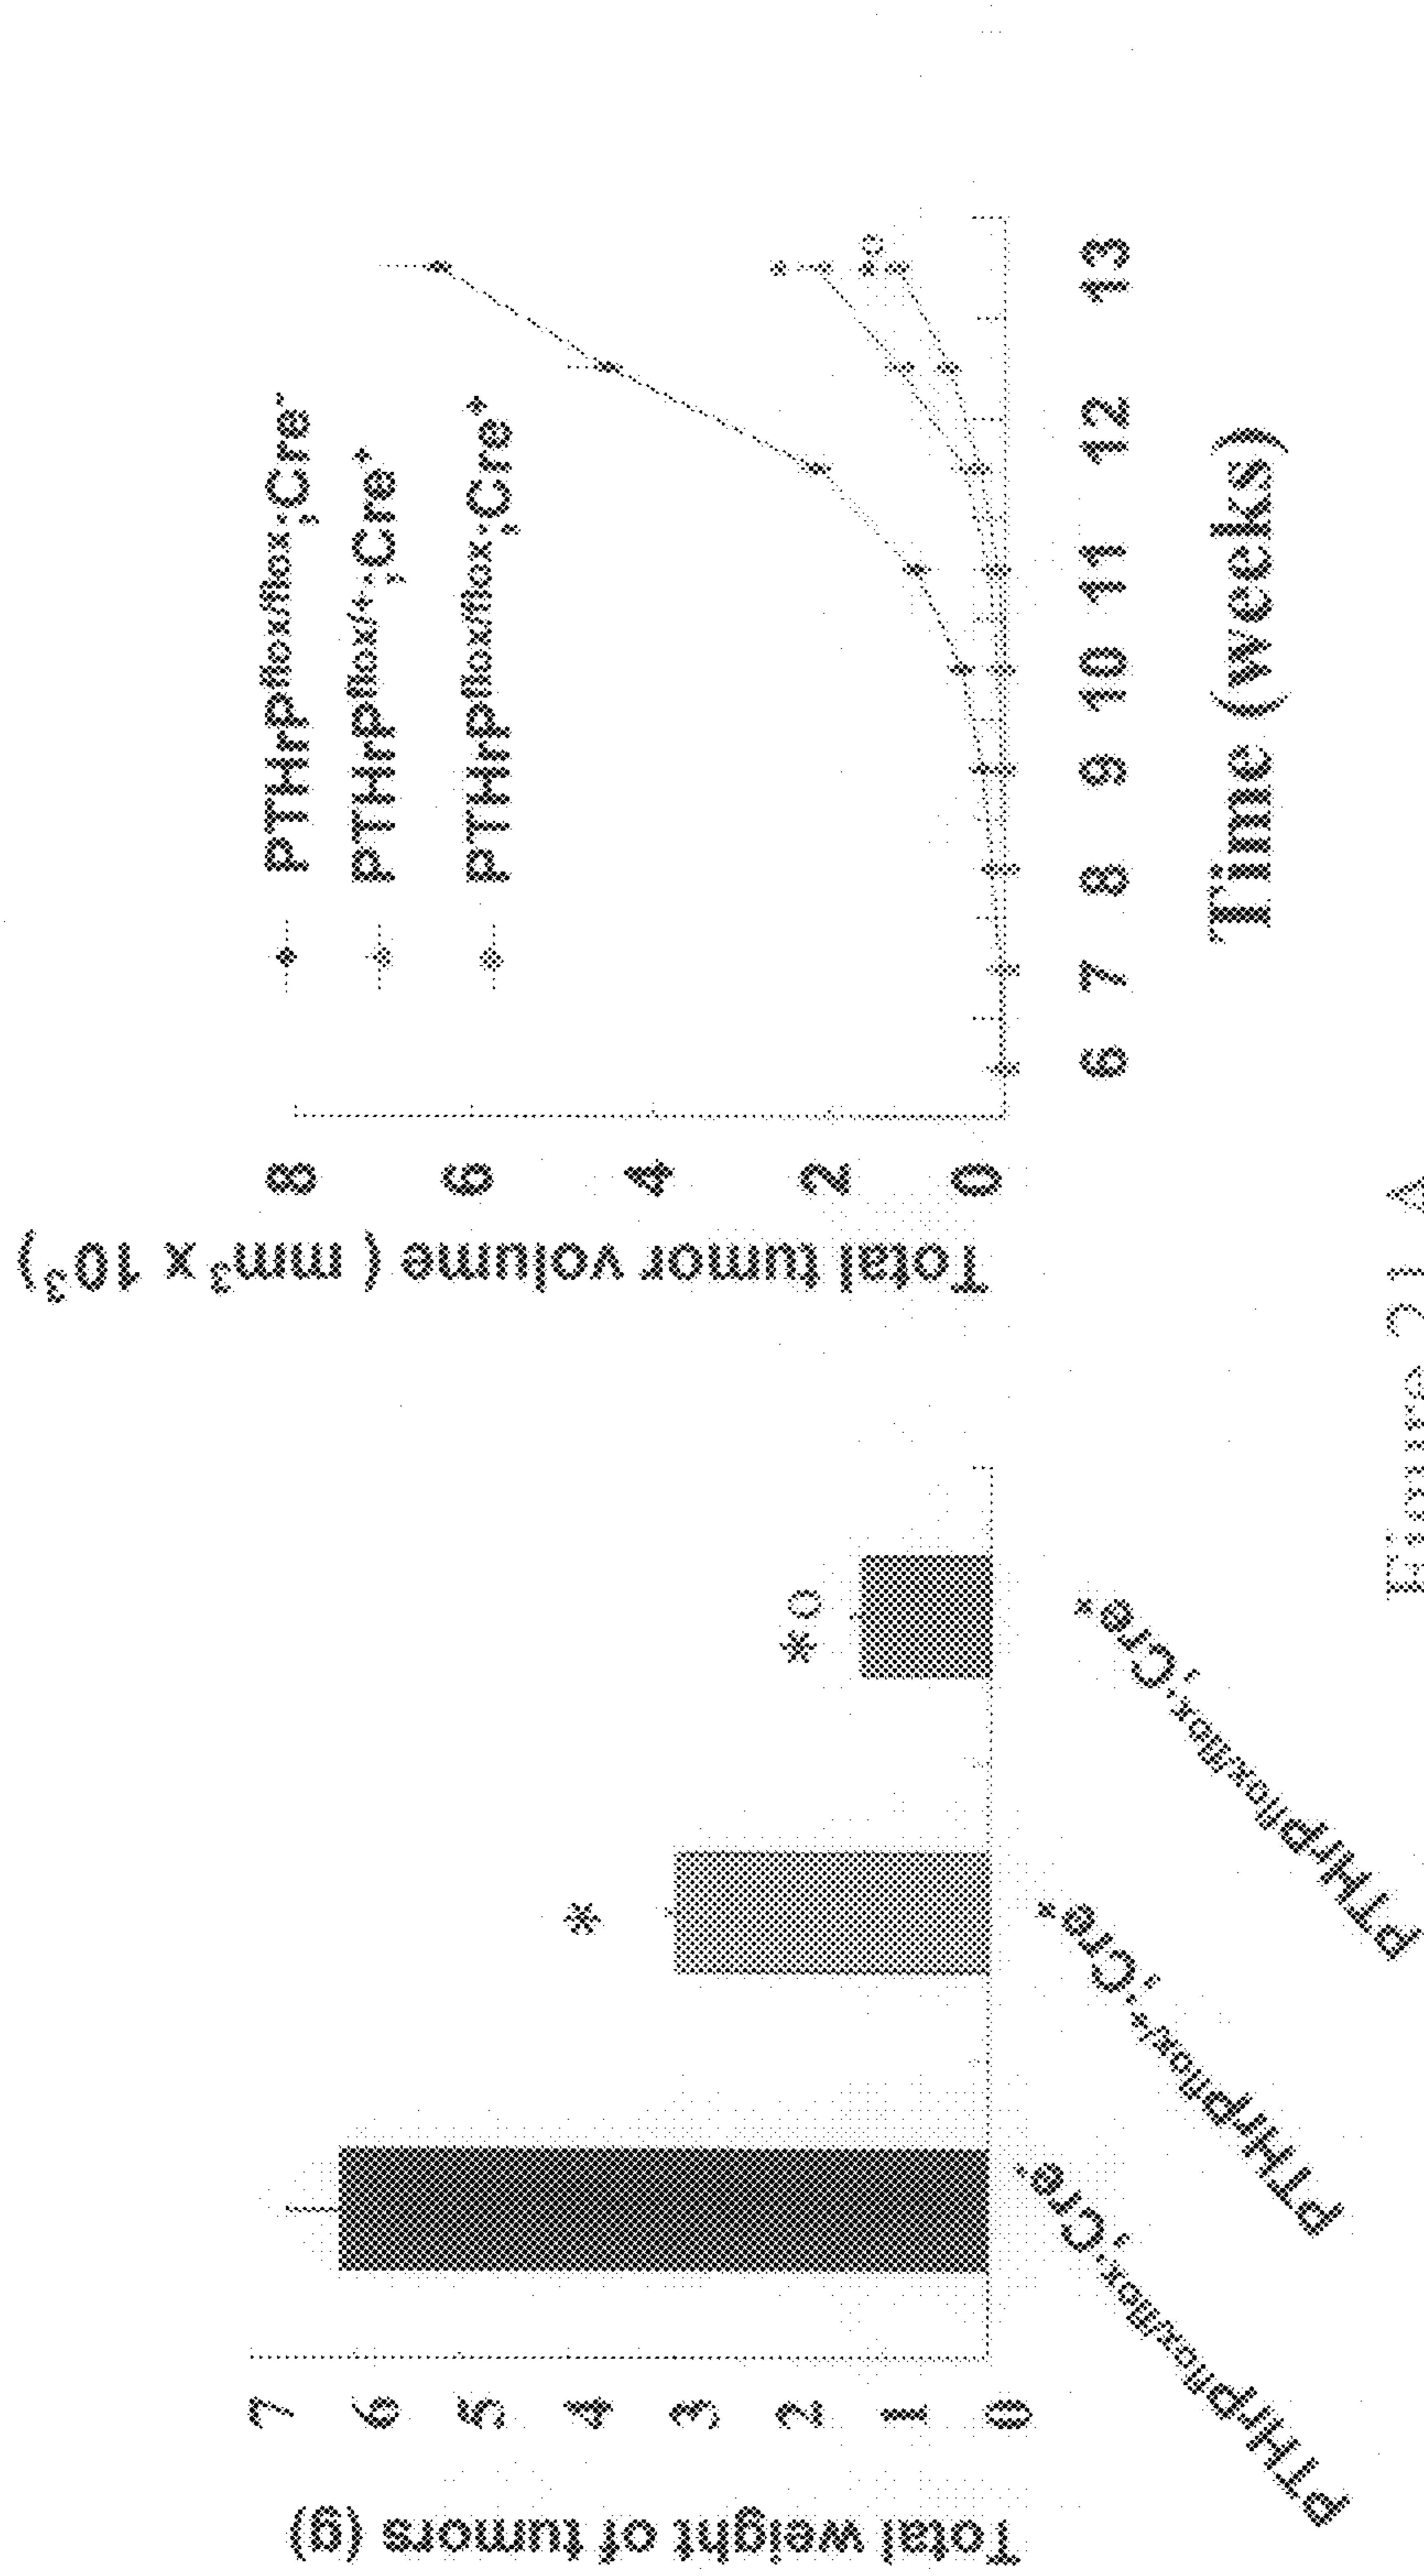 Total weight of tumors (g)
7
6
5
4
3
2
1
0
*
* o
PTHrpflox/flox;Cre-
PTHrpflox/+;Cre+
PTHrpflox/flox;Cre+
Total tumor volume ( mm³ x 10³)
8
6
4
2
0
PTHrPflox/flox;Cre-
PTHrPflox/+;Cre+
PTHrPflox/flox;Cre+
*
*o
6 7 8 9 10 11 12 13
Time (weeks)
Figure 21 A